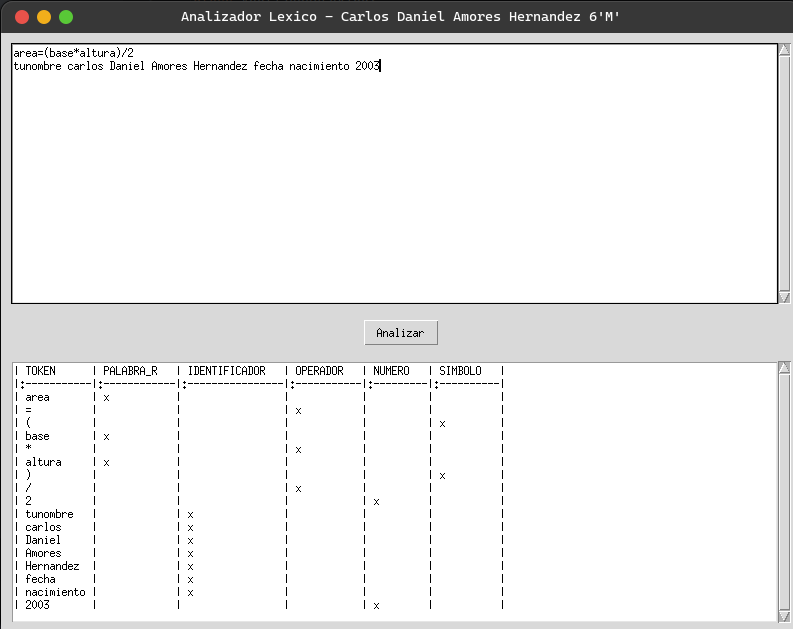 Analizador Lexico - Carlos Daniel Amores Hernandez 6'M'
area=(base*altura)/2
tunombre carlos Daniel Amores Hernandez fecha nacimiento 2003
Analizar
| TOKEN      | PALABRA_R   | IDENTIFICADOR   | OPERADOR   | NUMERO   | SIMBOLO   |
|:-----------|:------------|:----------------|:-----------|:---------|:----------|
| area       | x           |                 |            |          |           |
| =          |             |                 | x          |          |           |
| (          |             |                 |            |          | x         |
| base       | x           |                 |            |          |           |
| *          |             |                 | x          |          |           |
| altura     | x           |                 |            |          |           |
| )          |             |                 |            |          | x         |
| /          |             |                 | x          |          |           |
| 2          |             |                 |            | x        |           |
| tunombre   |             | x               |            |          |           |
| carlos     |             | x               |            |          |           |
| Daniel     |             | x               |            |          |           |
| Amores     |             | x               |            |          |           |
| Hernandez  |             | x               |            |          |           |
| fecha      |             | x               |            |          |           |
| nacimiento |             | x               |            |          |           |
| 2003       |             |                 |            | x        |           |